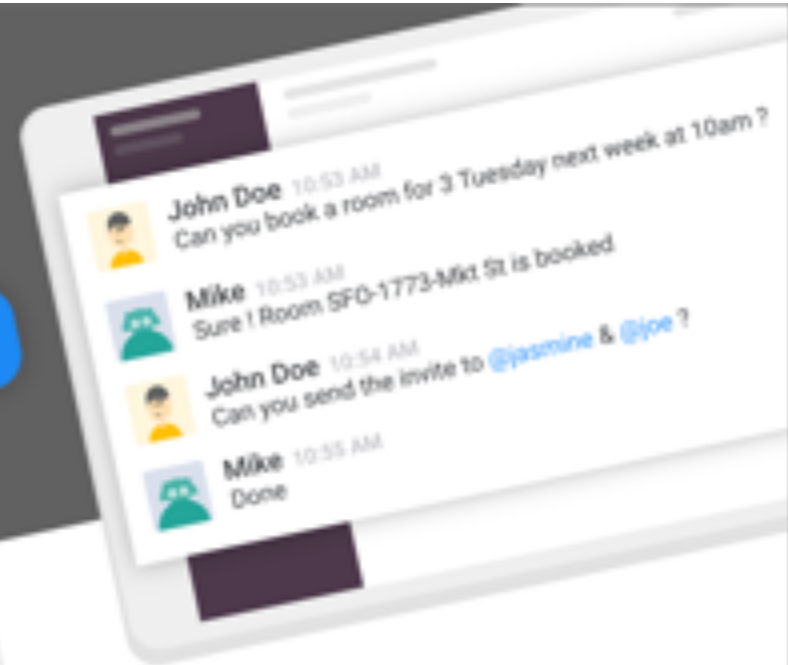 John Doe 10:53 AM
Can you book a room for 3 Tuesday next week at 10am ?
Mike 10:53 AM
Sure ! Room SFO-1773-Mkt St is booked
John Doe 10:54 AM
Can you send the invite to @jasmine & @joe ?
Mike 10:55 AM
Done